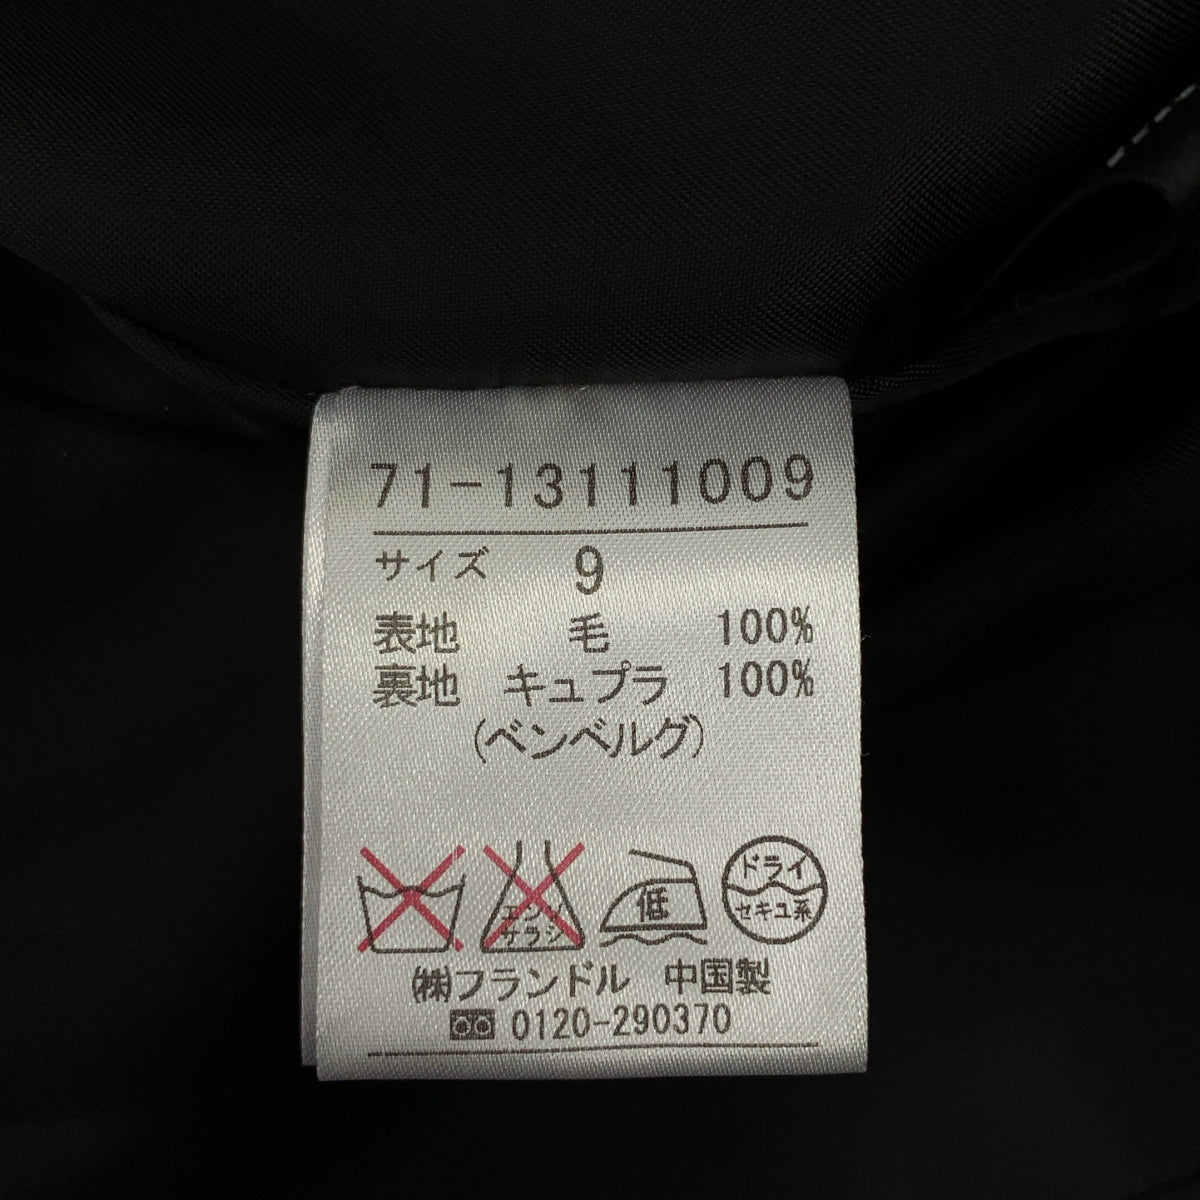 71-13111009
サイズ 9
表地 毛 100%
裏地 キュプラ 100%
(ベンベルグ)
エンソ
サラシ
低
ドライ
セキユ系
㈱フランドル 中国製
0120-290370